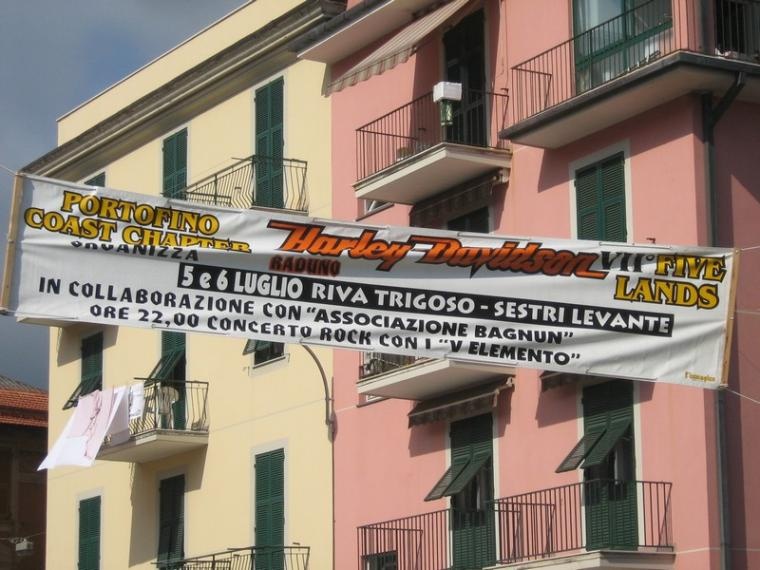 PORTOFINO
COAST CHAPTER
ORGANIZZA
Harley-Davidson
RADUNO
VII° FIVE
LANDS
5 e 6 LUGLIO RIVA TRIGOSO - SESTRI LEVANTE
IN COLLABORAZIONE CON "ASSOCIAZIONE BAGNUN"
ORE 22,00 CONCERTO ROCK CON I "V ELEMENTO"
l'immagine